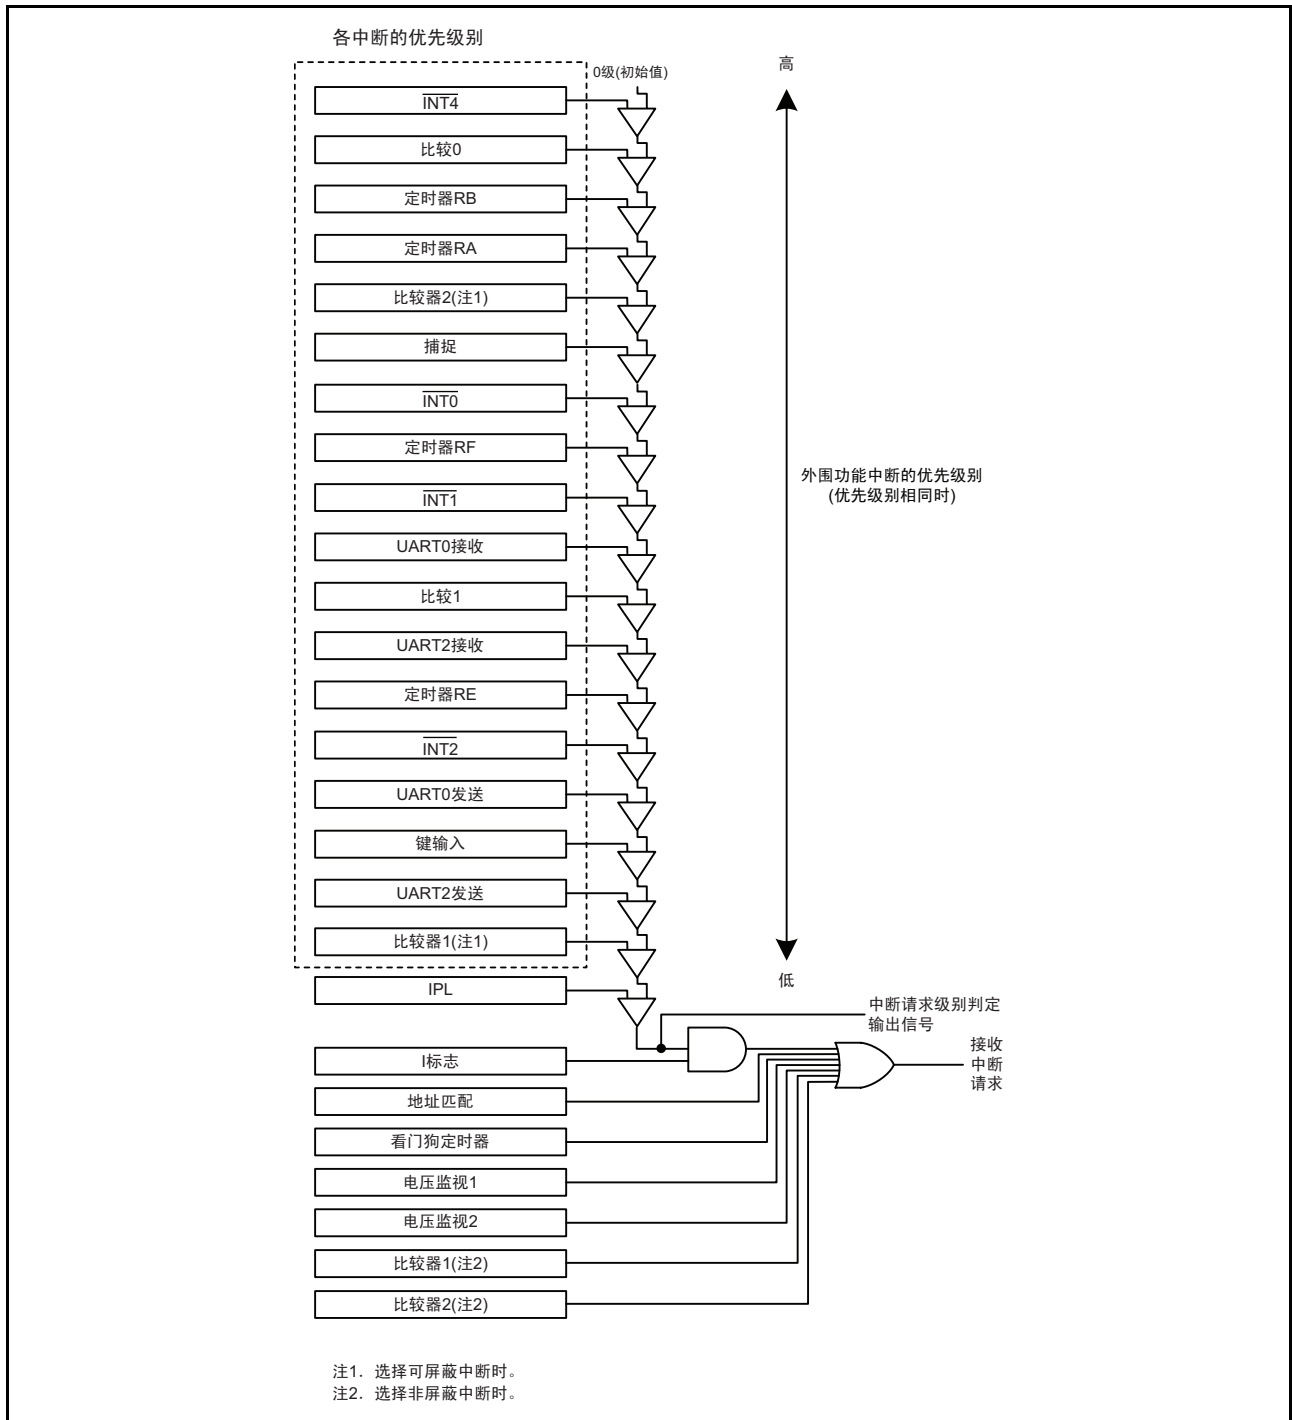 各中断的优先级别
0级(初始值)
高
INT4
比较0
定时器RB
定时器RA
比较器2(注1)
捕捉
INT0
定时器RF
INT1
UART0接收
比较1
UART2接收
定时器RE
INT2
UART0发送
键输入
UART2发送
比较器1(注1)
外围功能中断的优先级别
(优先级别相同时)
低
IPL
中断请求级别判定
输出信号
I标志
接收
中断
请求
地址匹配
看门狗定时器
电压监视1
电压监视2
比较器1(注2)
比较器2(注2)
注1. 选择可屏蔽中断时。
注2. 选择非屏蔽中断时。